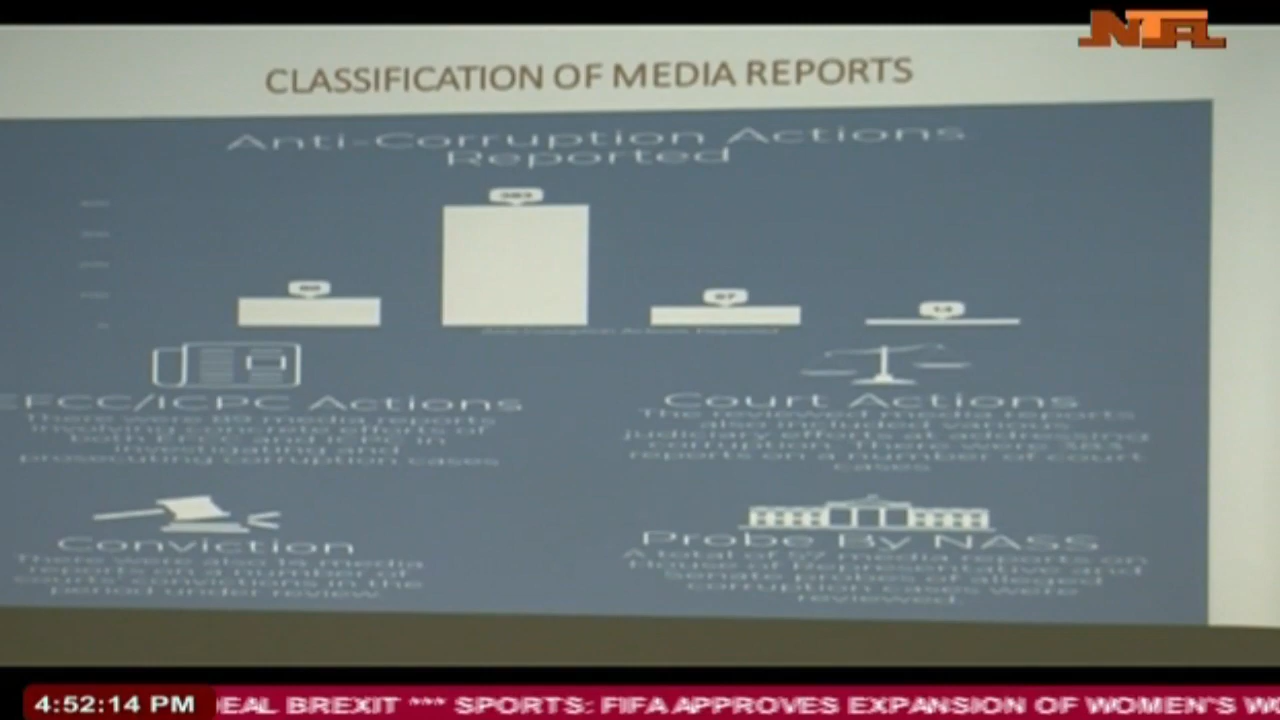 NTA
CLASSIFICATION OF MEDIA REPORTS
Anti-Corruption Actions
Reported
EFCC/ICPC Actions
There were 89 media reports
involving concrete efforts of
both EFCC and ICPC in
investigating and
prosecuting corruption cases
Court Actions
The reviewed media reports
also included various
judiciary efforts at addressing
corruption. There were
reports on a number of court
cases
Conviction
There were also 14 media
reports on a number of
courts convictions in the
period under review.
Probe By NASS
A total of 57 media reports on
House of Representative and
Senate probes of alleged
corruption cases were
reviewed.
4:52:14 PM
EAL BREXIT *** SPORTS: FIFA APPROVES EXPANSION OF WOMEN'S W